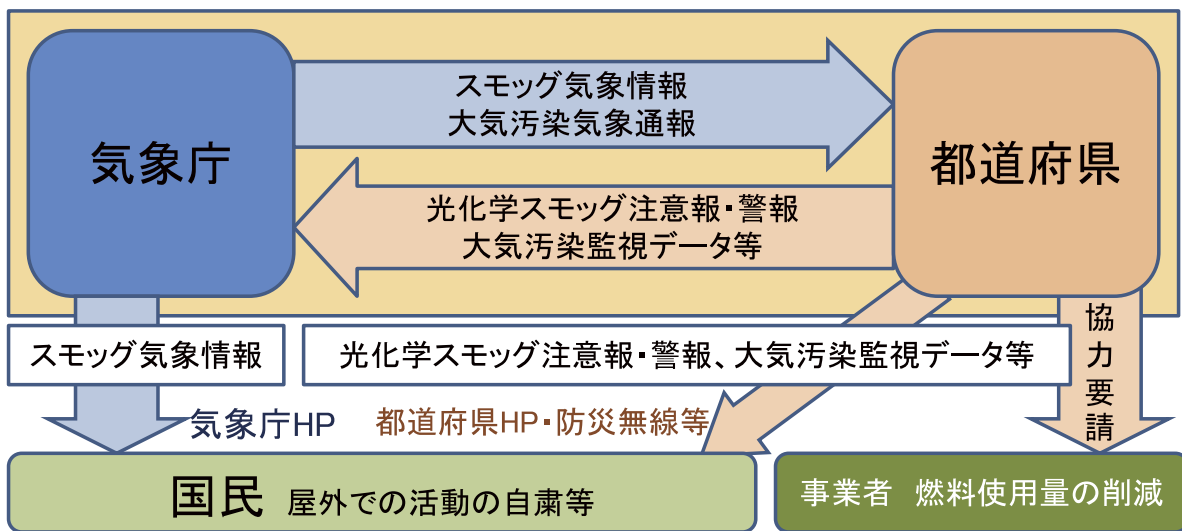 気象庁
スモッグ気象情報
大気汚染気象通報
都道府県
光化学スモッグ注意報・警報
大気汚染監視データ等
スモッグ気象情報
光化学スモッグ注意報・警報、大気汚染監視データ等
協力要請
気象庁HP
都道府県HP・防災無線等
国民 屋外での活動の自粛等
事業者 燃料使用量の削減